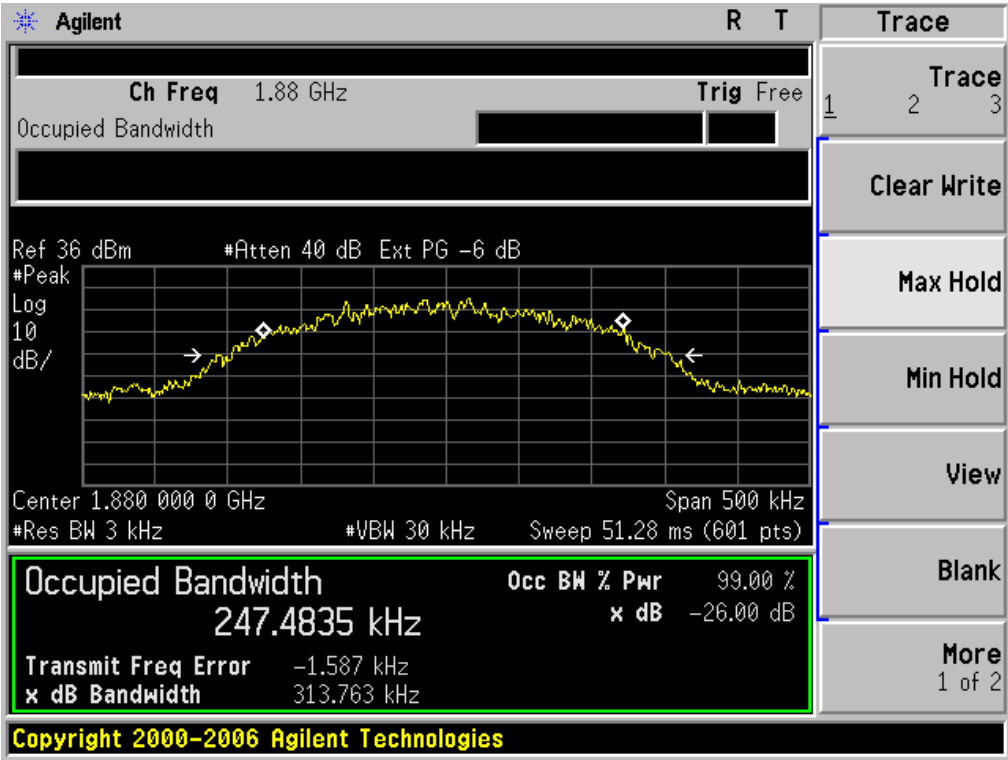 Agilent R T Trace
Ch Freq 1.88 GHz Trig Free
Occupied Bandwidth
Trace
1 2 3
Clear Write
Max Hold
Min Hold
View
Blank
More
1 of 2
Ref 36 dBm #Atten 40 dB Ext PG -6 dB
#Peak
Log
10
dB/
Center 1.880 000 0 GHz Span 500 kHz
#Res BW 3 kHz #VBW 30 kHz Sweep 51.28 ms (601 pts)
Occupied Bandwidth Occ BW % Pwr 99.00 %
247.4835 kHz x dB -26.00 dB
Transmit Freq Error -1.587 kHz
x dB Bandwidth 313.763 kHz
Copyright 2000-2006 Agilent Technologies